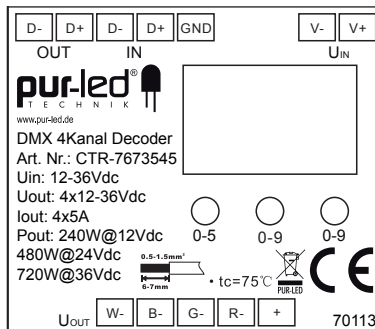 D- D+ D- D+ GND V- V+
OUT IN UIN
pur-led®
TECHNIK
www.pur-led.de
DMX 4Kanal Decoder
Art. Nr.: CTR-7673545
Uin: 12-36Vdc
Uout: 4x12-36Vdc
Iout: 4x5A
Pout: 240W@12Vdc
480W@24Vdc
720W@36Vdc
0-5 0-9 0-9
0.5-1.5mm²
6-7mm
• tc=75℃
PUR-LED
CE
UOUT W- B- G- R- +
70113